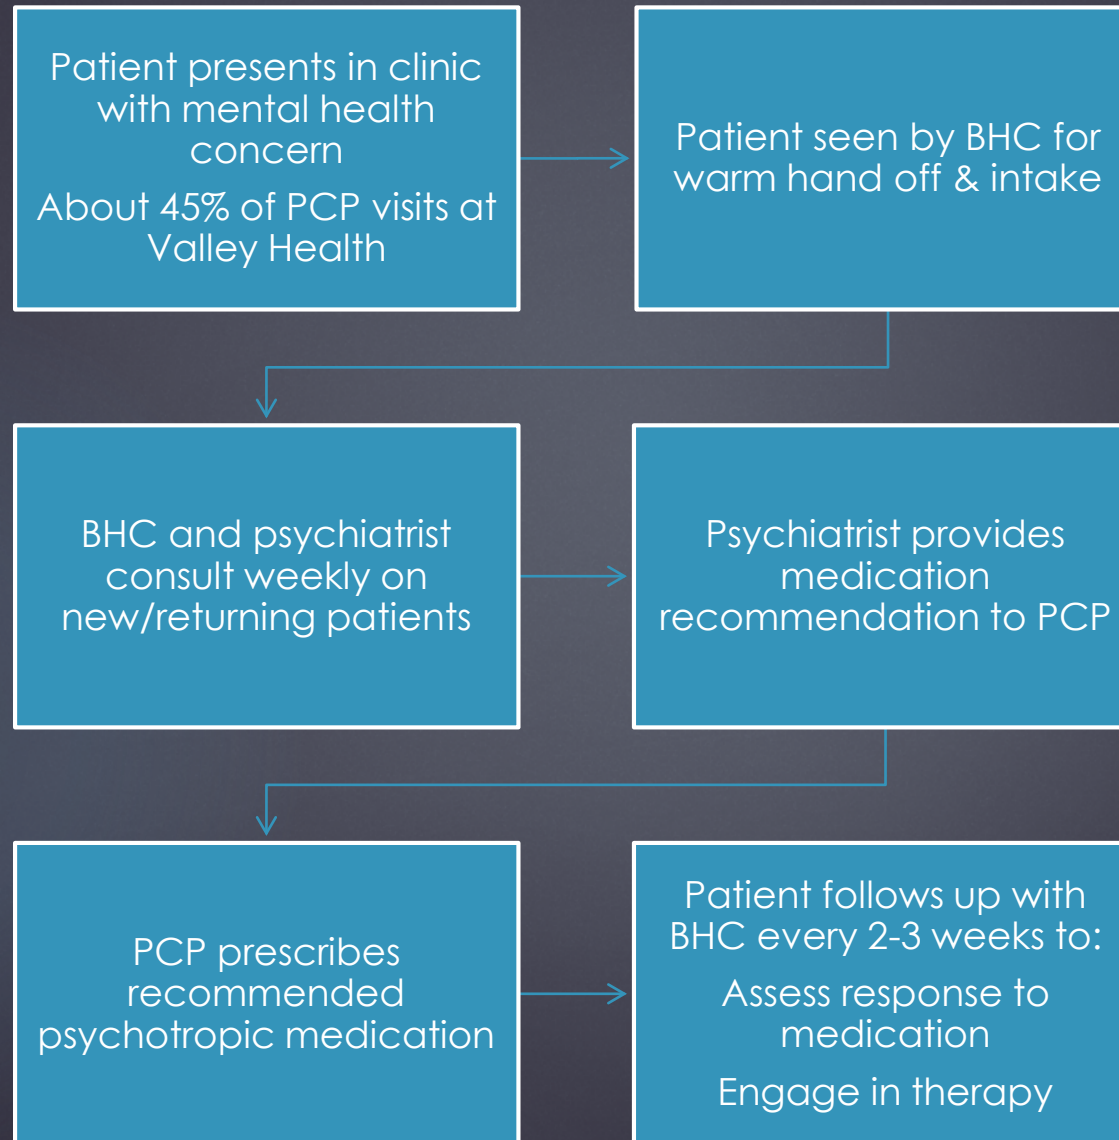 Patient presents in clinic
with mental health
concern
About 45% of PCP visits at
Valley Health
Patient seen by BHC for
warm hand off & intake
BHC and psychiatrist
consult weekly on
new/returning patients
Psychiatrist provides
medication
recommendation to PCP
PCP prescribes
recommended
psychotropic medication
Patient follows up with
BHC every 2-3 weeks to:
Assess response to
medication
Engage in therapy